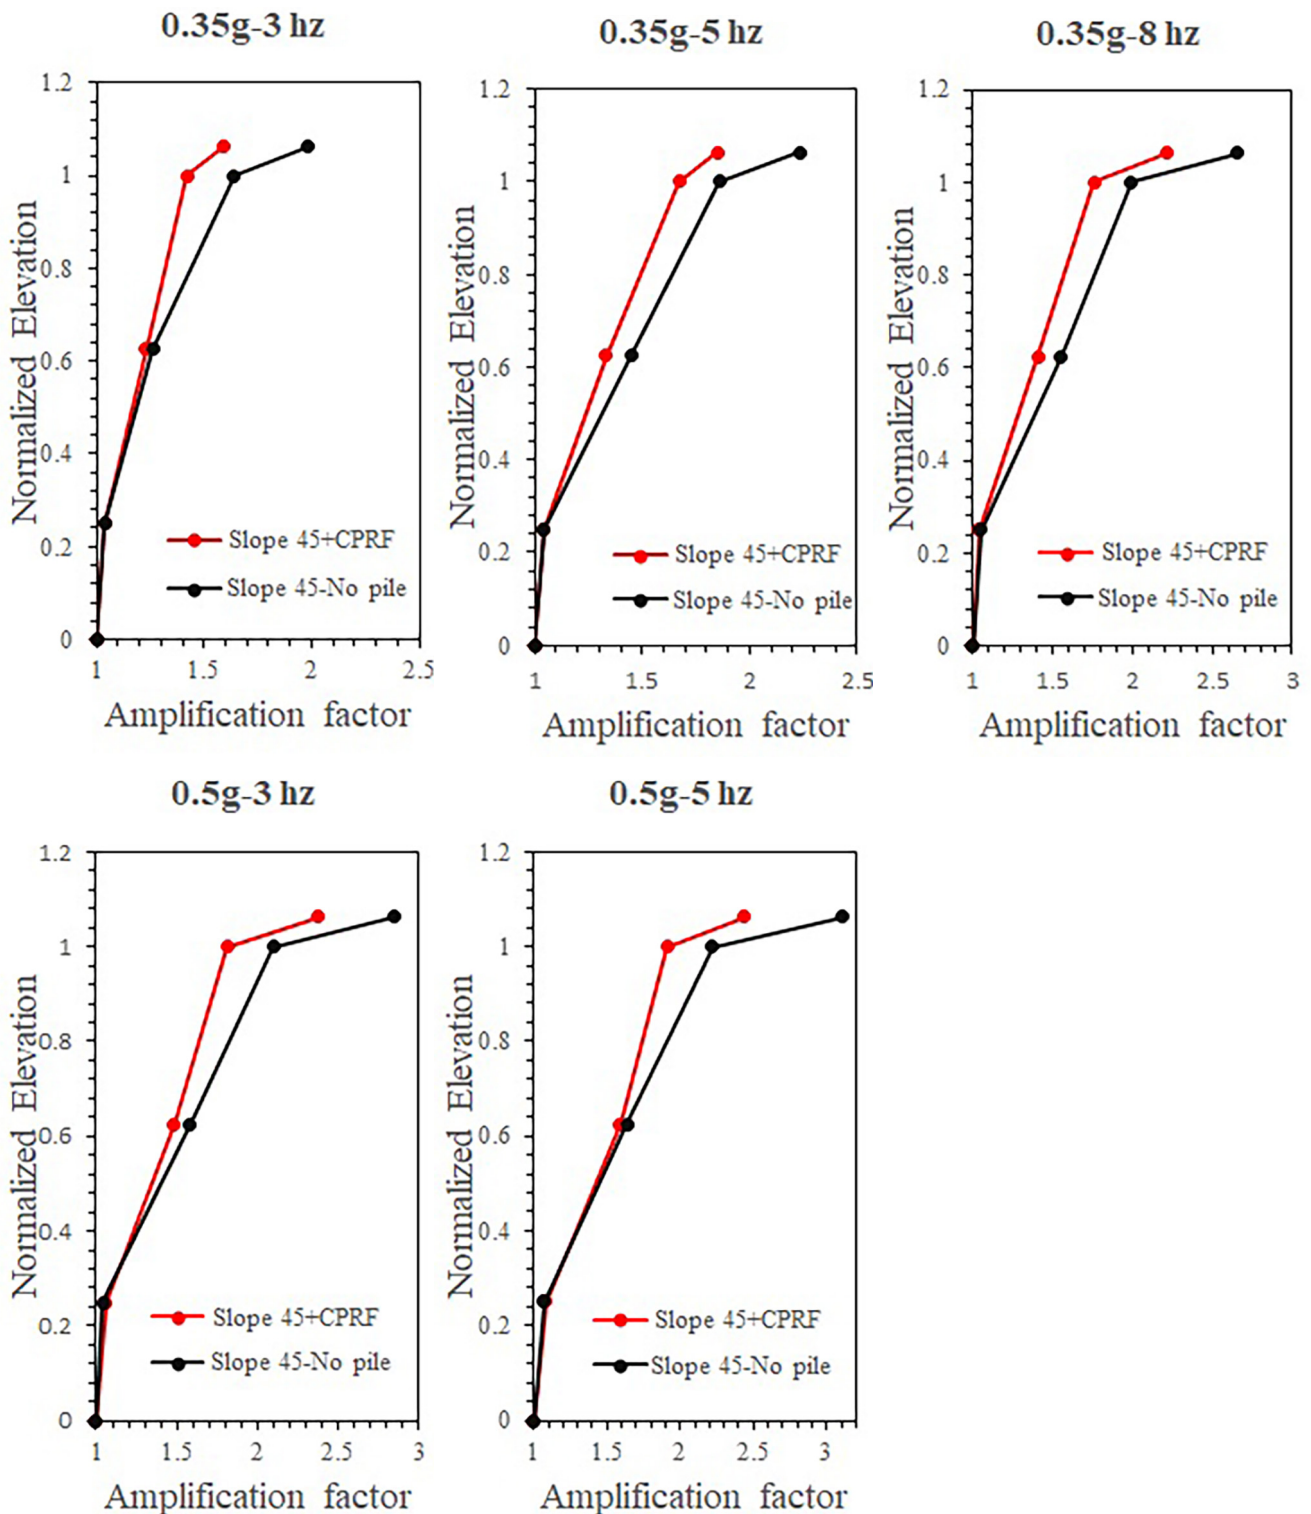 0.35g-3 hz
1.2
1
0.8
0.6
0.4
0.2
0
Normalized Elevation
Slope 45+CPRF
Slope 45-No pile
1 1.5 2 2.5
Amplification factor
0.35g-5 hz
1.2
1
0.8
0.6
0.4
0.2
0
Normalized Elevation
Slope 45+CPRF
Slope 45-No pile
1 1.5 2 2.5
Amplification factor
0.35g-8 hz
1.2
1
0.8
0.6
0.4
0.2
0
Normalized Elevation
Slope 45+CPRF
Slope 45-No pile
1 1.5 2 2.5 3
Amplification factor
0.5g-3 hz
1.2
1
0.8
0.6
0.4
0.2
0
Normalized Elevation
Slope 45+CPRF
Slope 45-No pile
1 1.5 2 2.5 3
Amplification factor
0.5g-5 hz
1.2
1
0.8
0.6
0.4
0.2
0
Normalized Elevation
Slope 45+CPRF
Slope 45-No pile
1 1.5 2 2.5 3
Amplification factor